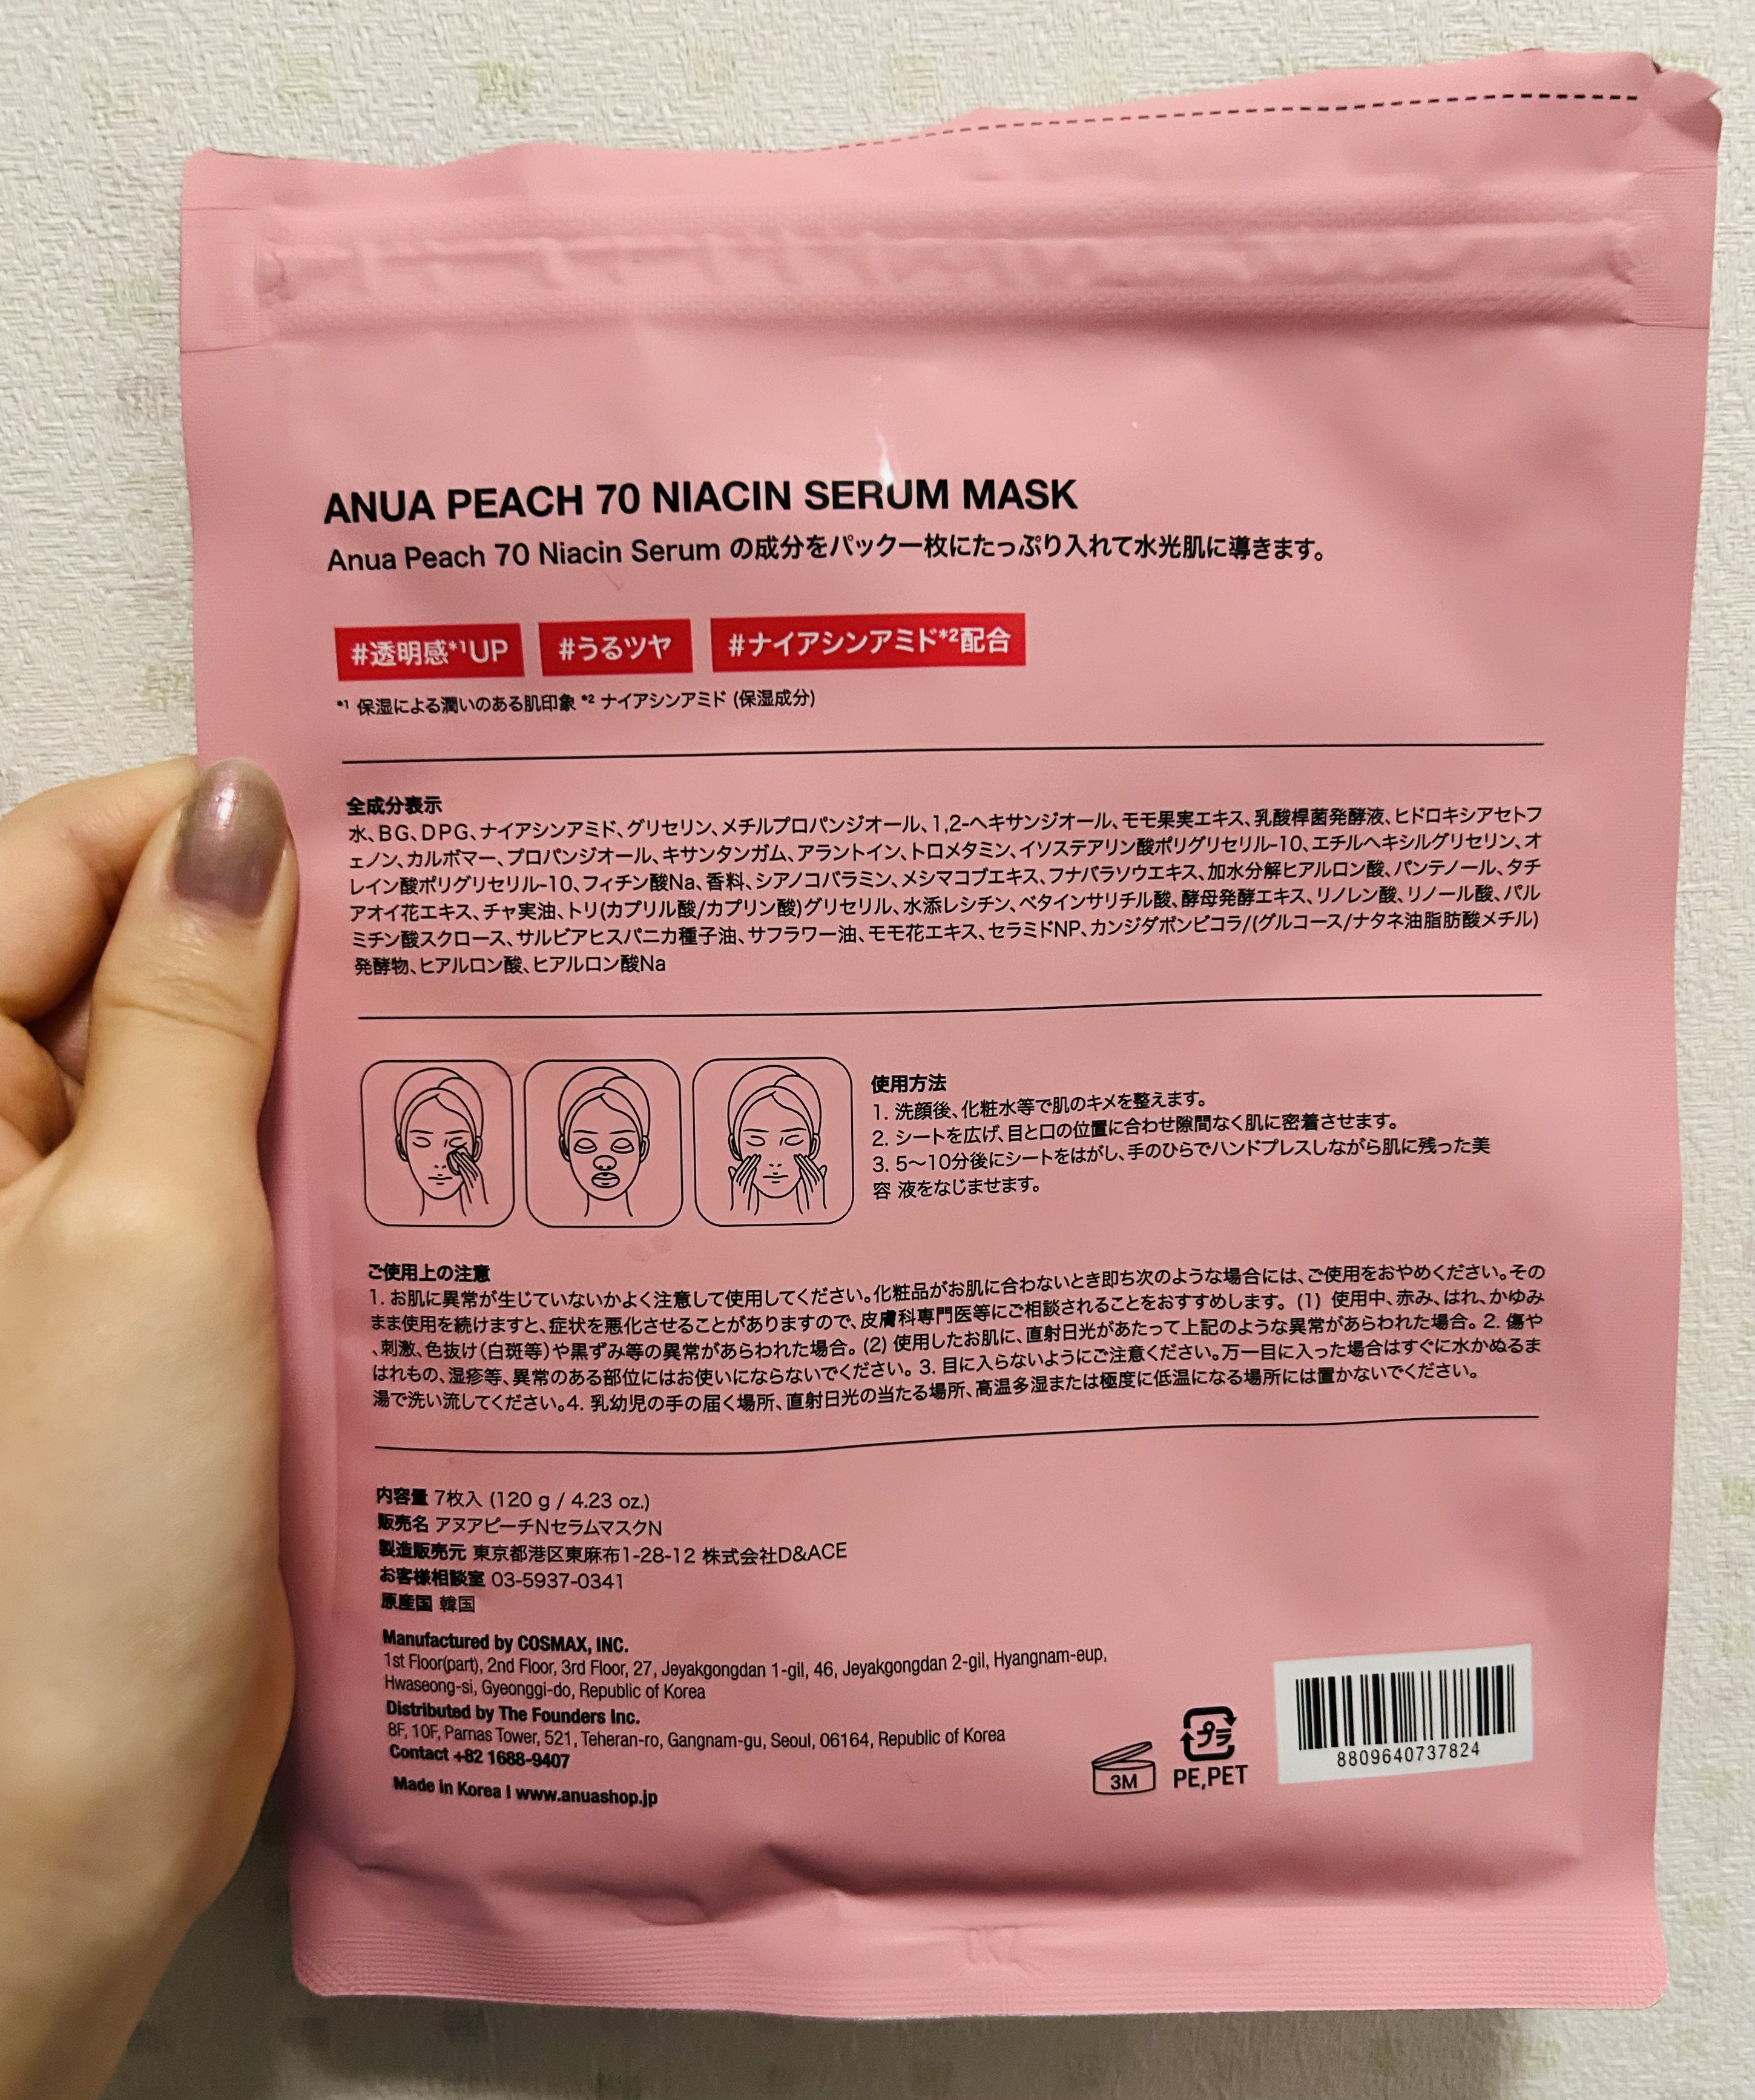 ANUA PEACH 70 NIACIN SERUM MASK
Anua Peach 70 Niacin Serum の成分をパック一枚にたっぷり入れて水光肌に導きます。
#透明感*¹UP #うるツヤ #ナイアシンアミド*²配合
*¹ 保湿による潤いのある肌印象 *² ナイアシンアミド (保湿成分)
全成分表示
水、BG、DPG、ナイアシンアミド、グリセリン、メチルプロパンジオール、1,2-ヘキサンジオール、モモ果実エキス、乳酸桿菌発酵液、ヒドロキシアセトフ
ェノン、カルボマー、プロパンジオール、キサンタンガム、アラントイン、トロメタミン、イソステアリン酸ポリグリセリル-10、エチルヘキシルグリセリン、オ
レイン酸ポリグリセリル-10、フィチン酸Na、香料、シアノコバラミン、メシマコブエキス、フナバラソウエキス、加水分解ヒアルロン酸、パンテノール、タチ
アオイ花エキス、チャ実油、トリ(カプリル酸/カプリン酸)グリセリル、水添レシチン、ベタインサリチル酸、酵母発酵エキス、リノレン酸、リノール酸、パル
ミチン酸スクロース、サルビアヒスパニカ種子油、サフラワー油、モモ花エキス、セラミドNP、カンジダボンビコラ/(グルコース/ナタネ油脂肪酸メチル)
発酵物、ヒアルロン酸、ヒアルロン酸Na
使用方法
1. 洗顔後、化粧水等で肌のキメを整えます。
2. シートを広げ、目と口の位置に合わせ隙間なく肌に密着させます。
3. 5〜10分後にシートをはがし、手のひらでハンドプレスしながら肌に残った美
容 液をなじませます。
ご使用上の注意
1. お肌に異常が生じていないかよく注意して使用してください。化粧品がお肌に合わないとき即ち次のような場合には、ご使用をおやめください。その
まま使用を続けますと、症状を悪化させることがありますので、皮膚科専門医等にご相談されることをおすすめします。 (1) 使用中、赤み、はれ、かゆみ
、刺激、色抜け(白斑等)や黒ずみ等の異常があらわれた場合。 (2) 使用したお肌に、直射日光があたって上記のような異常があらわれた場合。 2. 傷や
はれもの、湿疹等、異常のある部位にはお使いにならないでください。 3. 目に入らないようにご注意ください。万一目に入った場合はすぐに水かぬるま
湯で洗い流してください。4. 乳幼児の手の届く場所、直射日光の当たる場所、高温多湿または極度に低温になる場所には置かないでください。
内容量 7枚入 (120 g / 4.23 oz.)
販売名 アヌアピーチNセラムマスクN
製造販売元 東京都港区東麻布1-28-12 株式会社D&ACE
お客様相談室 03-5937-0341
原産国 韓国
Manufactured by COSMAX, INC.
1st Floor(part), 2nd Floor, 3rd Floor, 27, Jeyakgongdan 1-gil, 46, Jeyakgongdan 2-gil, Hyangnam-eup,
Hwaseong-si, Gyeonggi-do, Republic of Korea
Distributed by The Founders Inc.
8F, 10F, Parnas Tower, 521, Teheran-ro, Gangnam-gu, Seoul, 06164, Republic of Korea
Contact +82 1688-9407
Made in Korea I www.anuashop.jp
3M
プラ
PE,PET
8809640737824